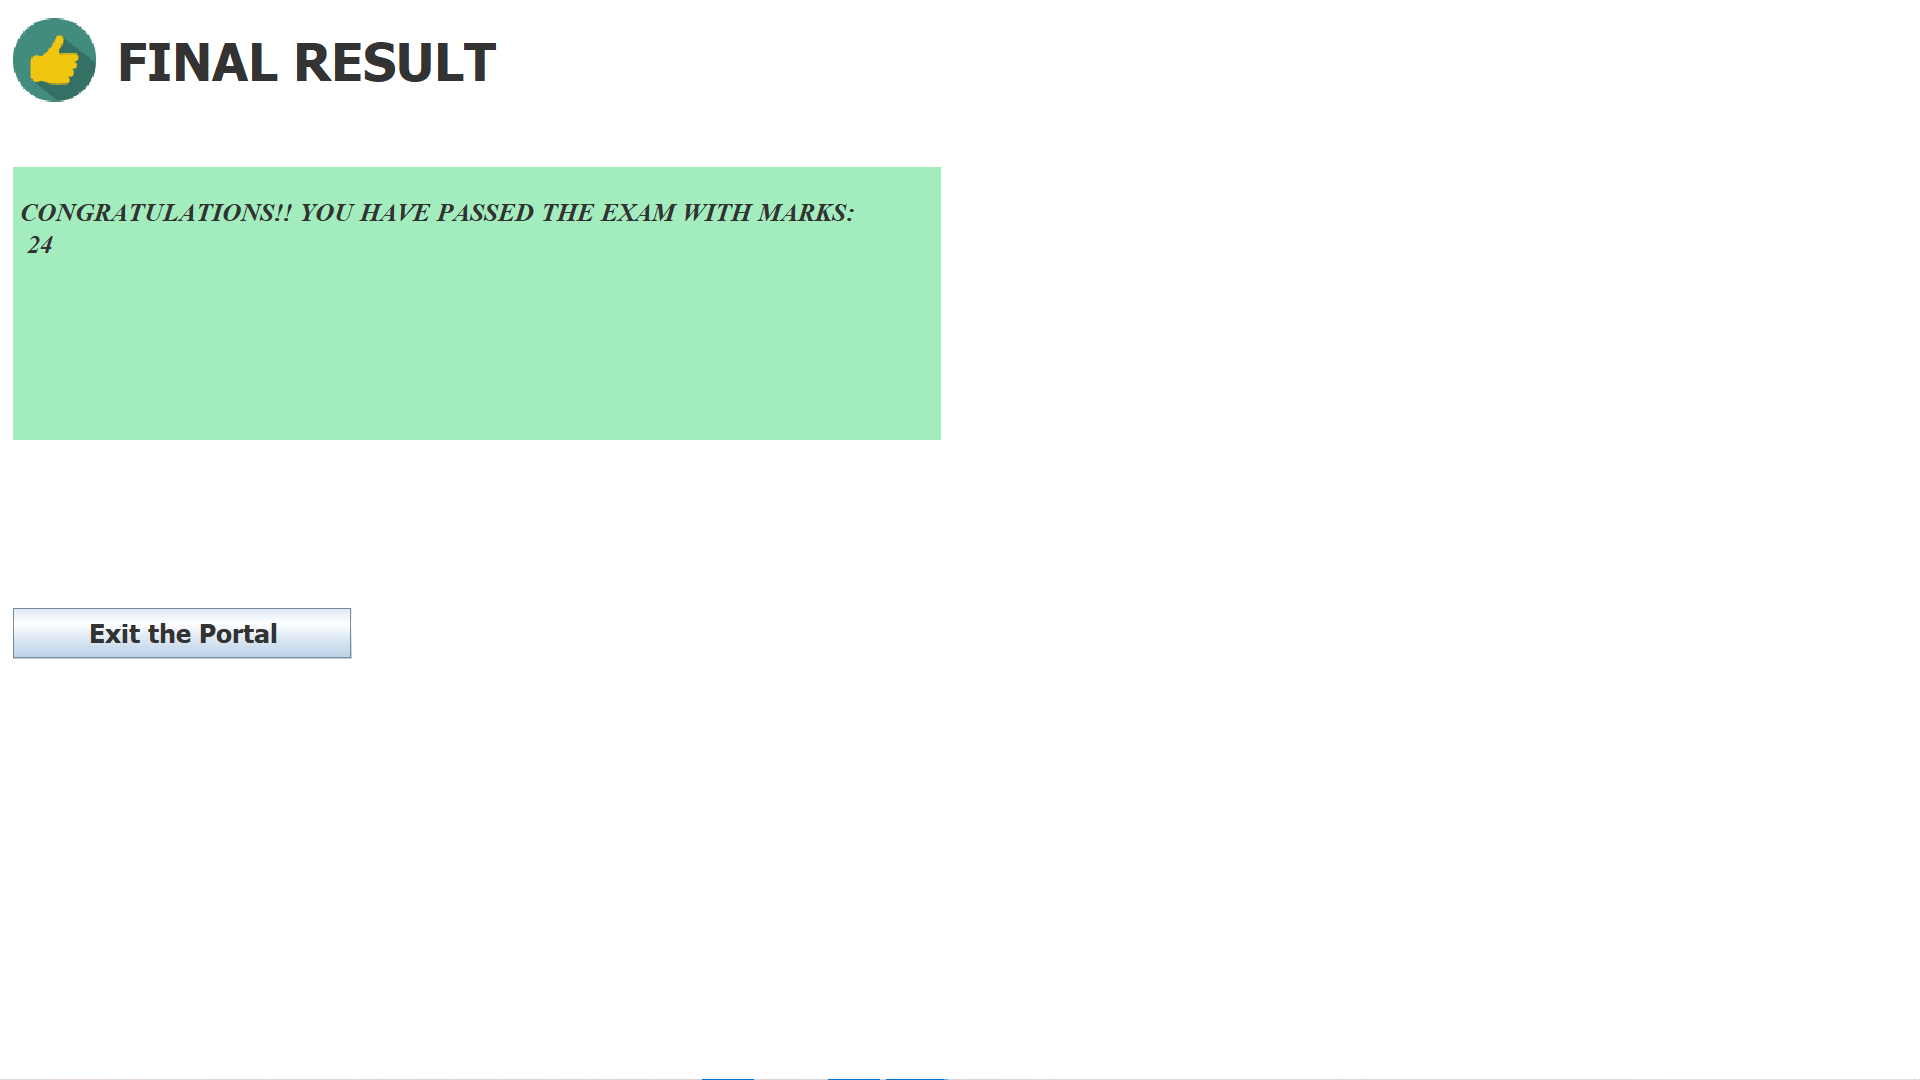 FINAL RESULT
CONGRATULATIONS!! YOU HAVE PASSED THE EXAM WITH MARKS:
24
Exit the Portal